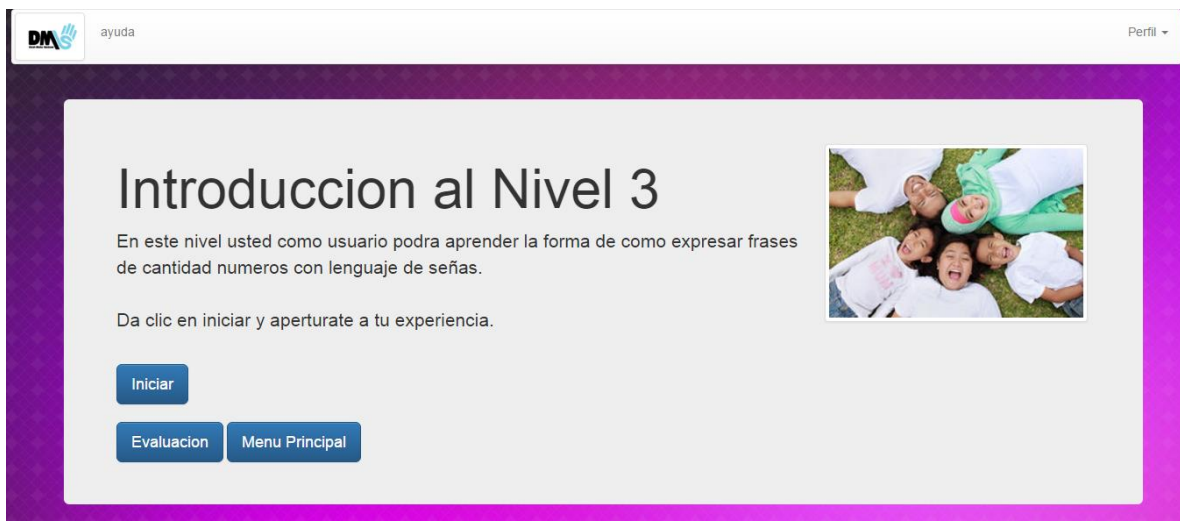 DMS
ayuda
Perfil
Introduccion al Nivel 3
En este nivel usted como usuario podra aprender la forma de como expresar frases
de cantidad numeros con lenguaje de señas.
Da clic en iniciar y aperturate a tu experiencia.
Iniciar
Evaluacion Menu Principal